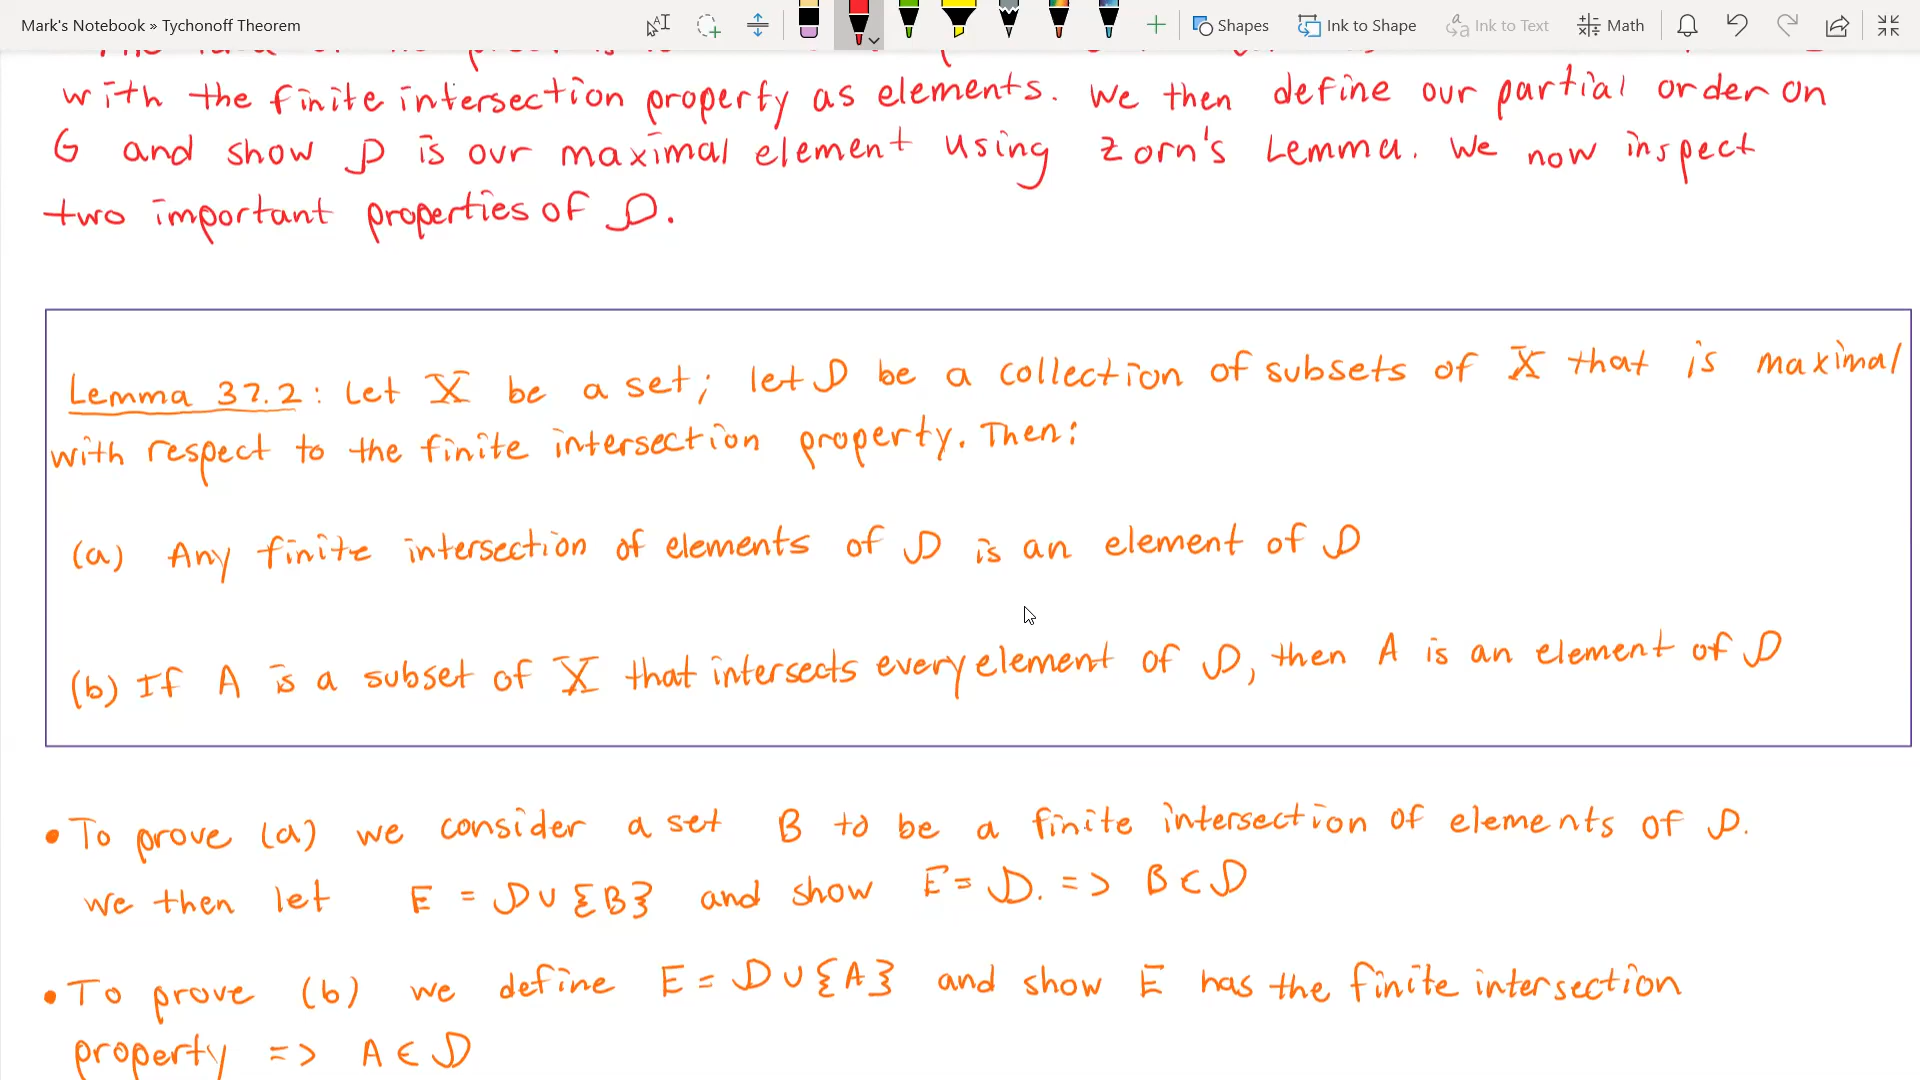 Mark's Notebook » Tychonoff Theorem
Shapes
Ink to Shape
Ink to Text
Math
with the finite intersection property as elements. We then define our partial order on
G and show D is our maximal element using Zorn's Lemma. We now inspect
two important properties of D.
Lemma 37.2: Let X be a set; let D be a collection of subsets of X that is maximal
with respect to the finite intersection property. Then:
(a) Any finite intersection of elements of D is an element of D
(b) If A is a subset of X that intersects every element of D, then A is an element of D
• To prove (a) we consider a set B to be a finite intersection of elements of D.
we then let E = D ∪ {B} and show E = D. => B ∈ D
• To prove (b) we define E = D ∪ {A} and show E has the finite intersection
property => A ∈ D